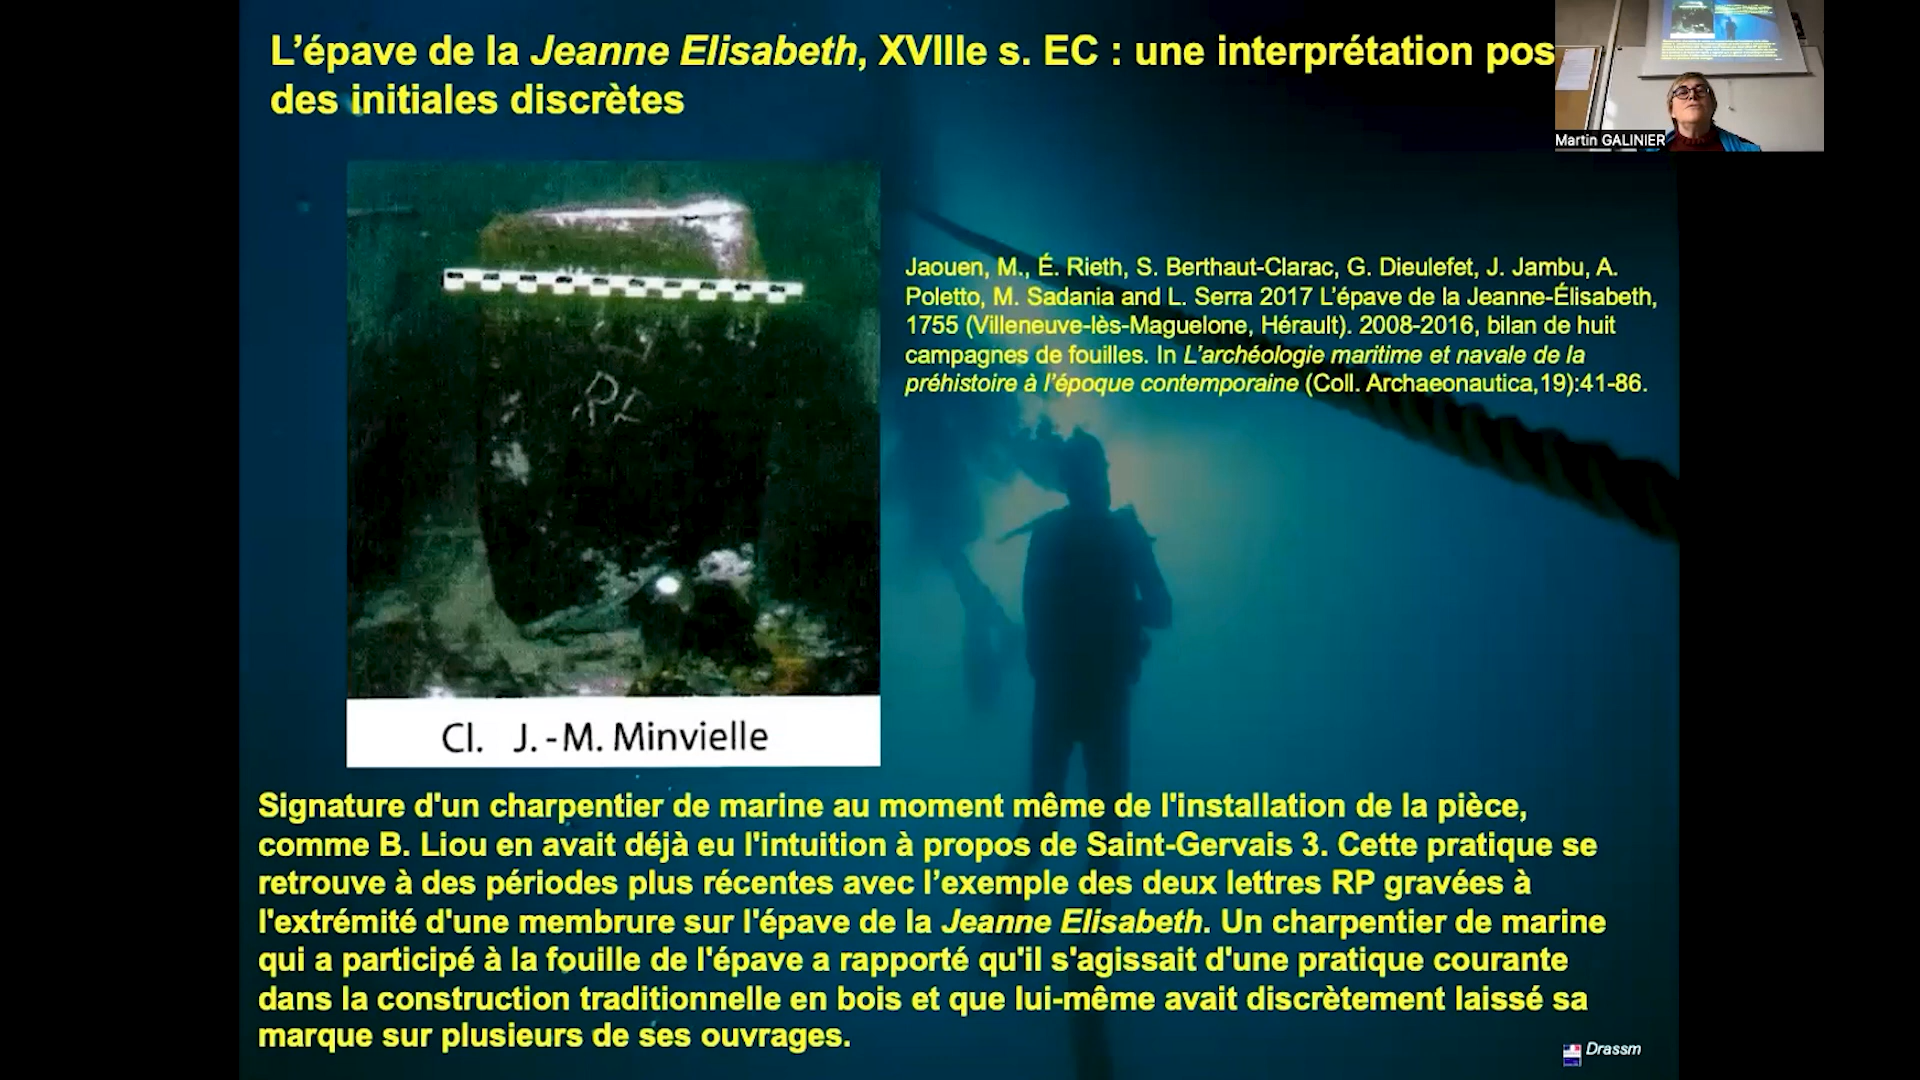 L’épave de la Jeanne Elisabeth, XVIIIe s. EC : une interprétation pos
des initiales discrètes
Martin GALINIER
RP
Jaouen, M., É. Rieth, S. Berthaut-Clarac, G. Dieulefet, J. Jambu, A.
Poletto, M. Sadania and L. Serra 2017 L’épave de la Jeanne-Élisabeth,
1755 (Villeneuve-lès-Maguelone, Hérault). 2008-2016, bilan de huit
campagnes de fouilles. In L’archéologie maritime et navale de la
préhistoire à l’époque contemporaine (Coll. Archaeonautica,19):41-86.
Cl. J.-M. Minvielle
Signature d'un charpentier de marine au moment même de l'installation de la pièce,
comme B. Liou en avait déjà eu l'intuition à propos de Saint-Gervais 3. Cette pratique se
retrouve à des périodes plus récentes avec l’exemple des deux lettres RP gravées à
l'extrémité d'une membrure sur l'épave de la Jeanne Elisabeth. Un charpentier de marine
qui a participé à la fouille de l'épave a rapporté qu'il s'agissait d'une pratique courante
dans la construction traditionnelle en bois et que lui-même avait discrètement laissé sa
marque sur plusieurs de ses ouvrages.
Drassm